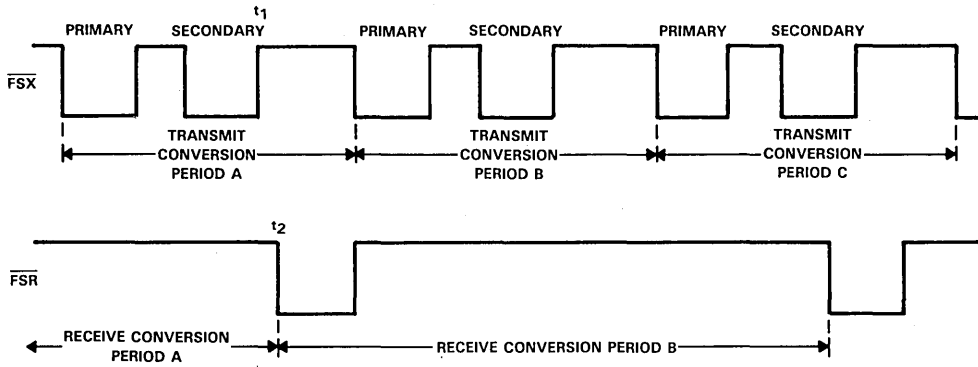 t1
PRIMARY SECONDARY PRIMARY SECONDARY PRIMARY SECONDARY
FSX
TRANSMIT CONVERSION PERIOD A
TRANSMIT CONVERSION PERIOD B
TRANSMIT CONVERSION PERIOD C
t2
FSR
RECEIVE CONVERSION PERIOD A
RECEIVE CONVERSION PERIOD B